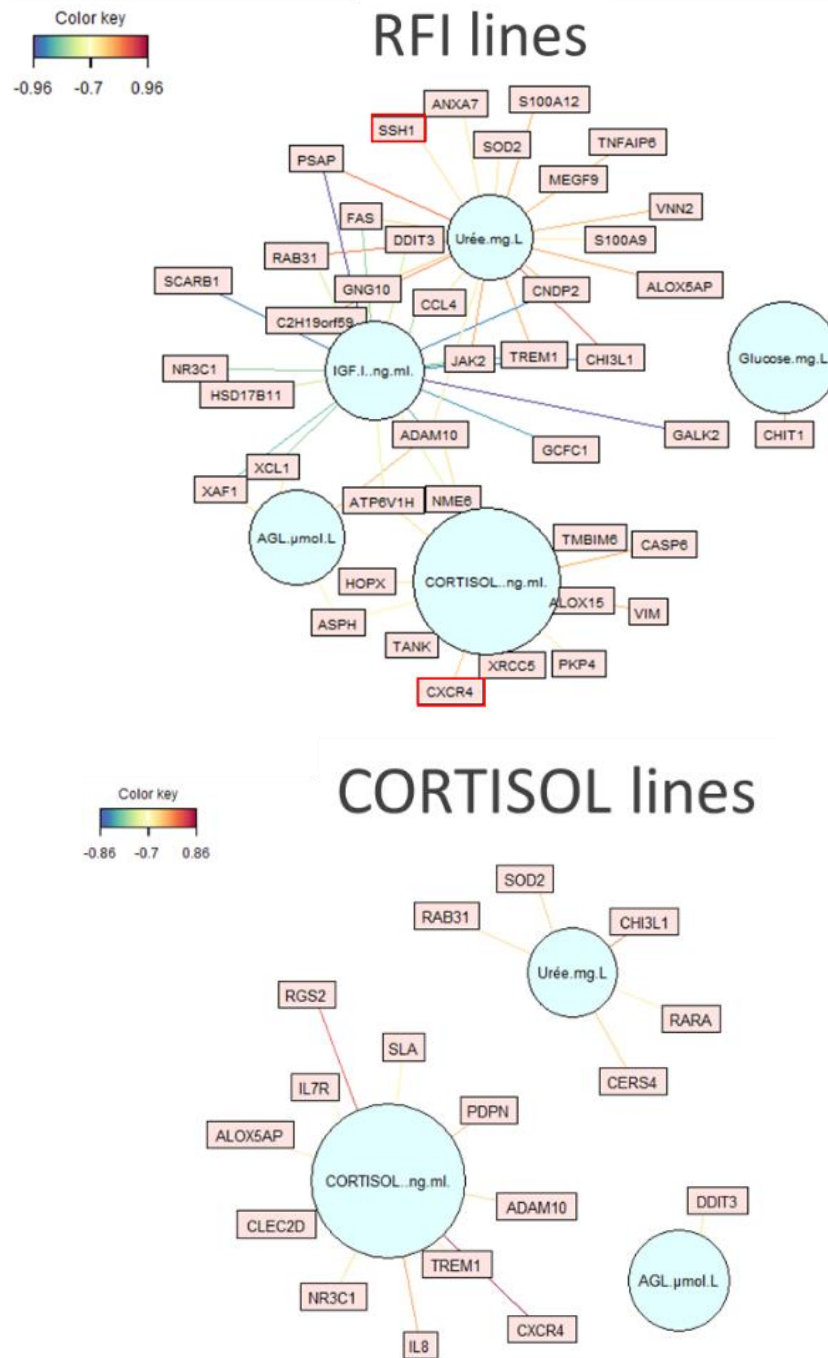 Color key
-0.96 -0.7 0.96
RFI lines
ANXA7
S100A12
SSH1
SOD2
TNFAIP6
PSAP
MEGF9
FAS
VNN2
DDIT3
Urée.mg.L
S100A9
RAB31
SCARB1
GNG10
CNDP2
ALOX5AP
CCL4
C2H19orf59
JAK2
TREM1
CHI3L1
Glucose.mg.L
NR3C1
IGF.I..ng.ml.
HSD17B11
ADAM10
GCFC1
GALK2
CHIT1
XCL1
XAF1
ATP6V1H
NME6
AGL.µmol.L
TMBIM6
CASP6
CORTISOL..ng.ml.
HOPX
ALOX15
VIM
ASPH
TANK
XRCC5
PKP4
CXCR4
Color key
-0.86 -0.7 0.86
CORTISOL lines
SOD2
RAB31
CHI3L1
Urée.mg.L
RGS2
RARA
SLA
CERS4
IL7R
PDPN
ALOX5AP
CORTISOL..ng.ml.
ADAM10
DDIT3
CLEC2D
TREM1
AGL.µmol.L
NR3C1
CXCR4
IL8